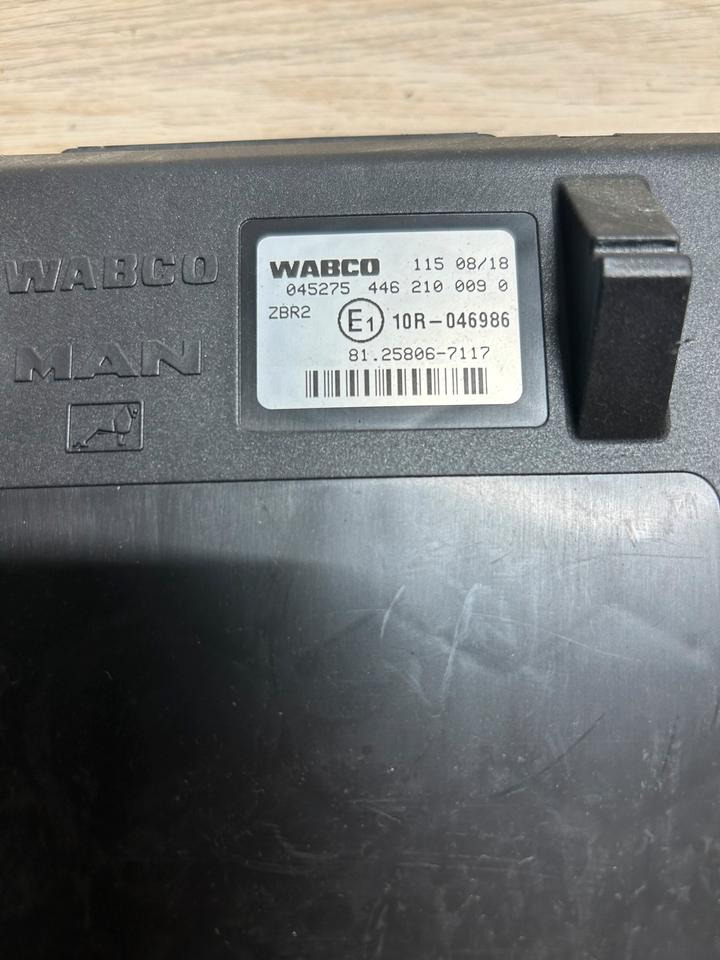 WABCO
MAN
WABCO 115 08/18
045275 446 210 009 0
ZBR2 E1 10R-046986
81.25806-7117